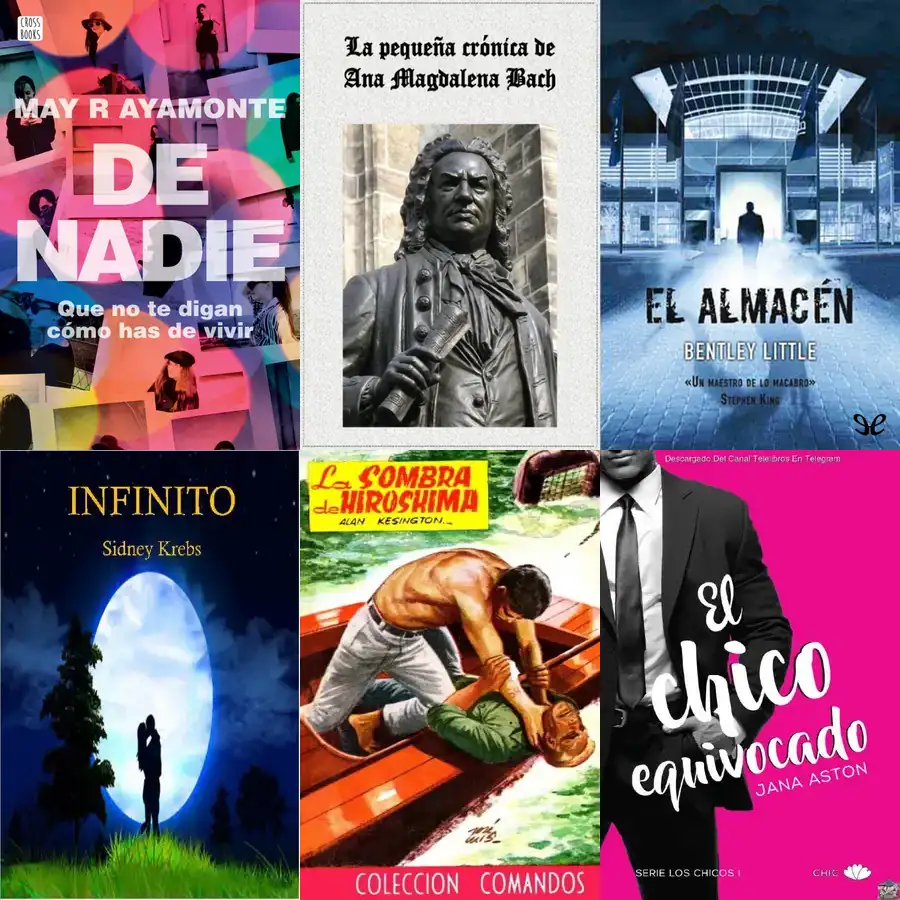 CROSS
BOOKS
MAY R AYAMONTE
DE
NADIE
Que no te digan
cómo has de vivir
La pequeña crónica de
Ana Magdalena Bach
EL ALMACÉN
BENTLEY LITTLE
«UN MAESTRO DE LO MACABRO»
STEPHEN KING
INFINITO
Sidney Krebs
La SOMBRA
de HIROSHIMA
ALAN KESINGTON...
COLECCION COMANDOS
Descargado Del Canal Telelibros En Telegram
El
chico
equivocado
JANA ASTON
SERIE LOS CHICOS I
CHIC